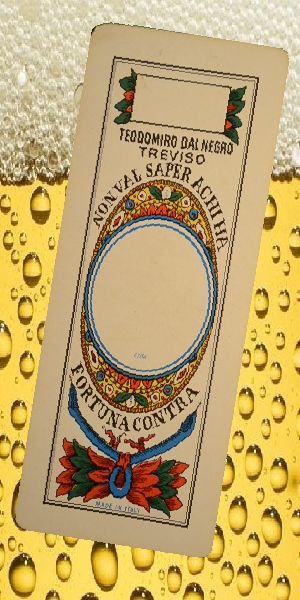 TEODOMIRO DAL NEGRO
TREVISO
NON VAL SAPER A CHI HA
FORTUNA CONTRA
MADE IN ITALY